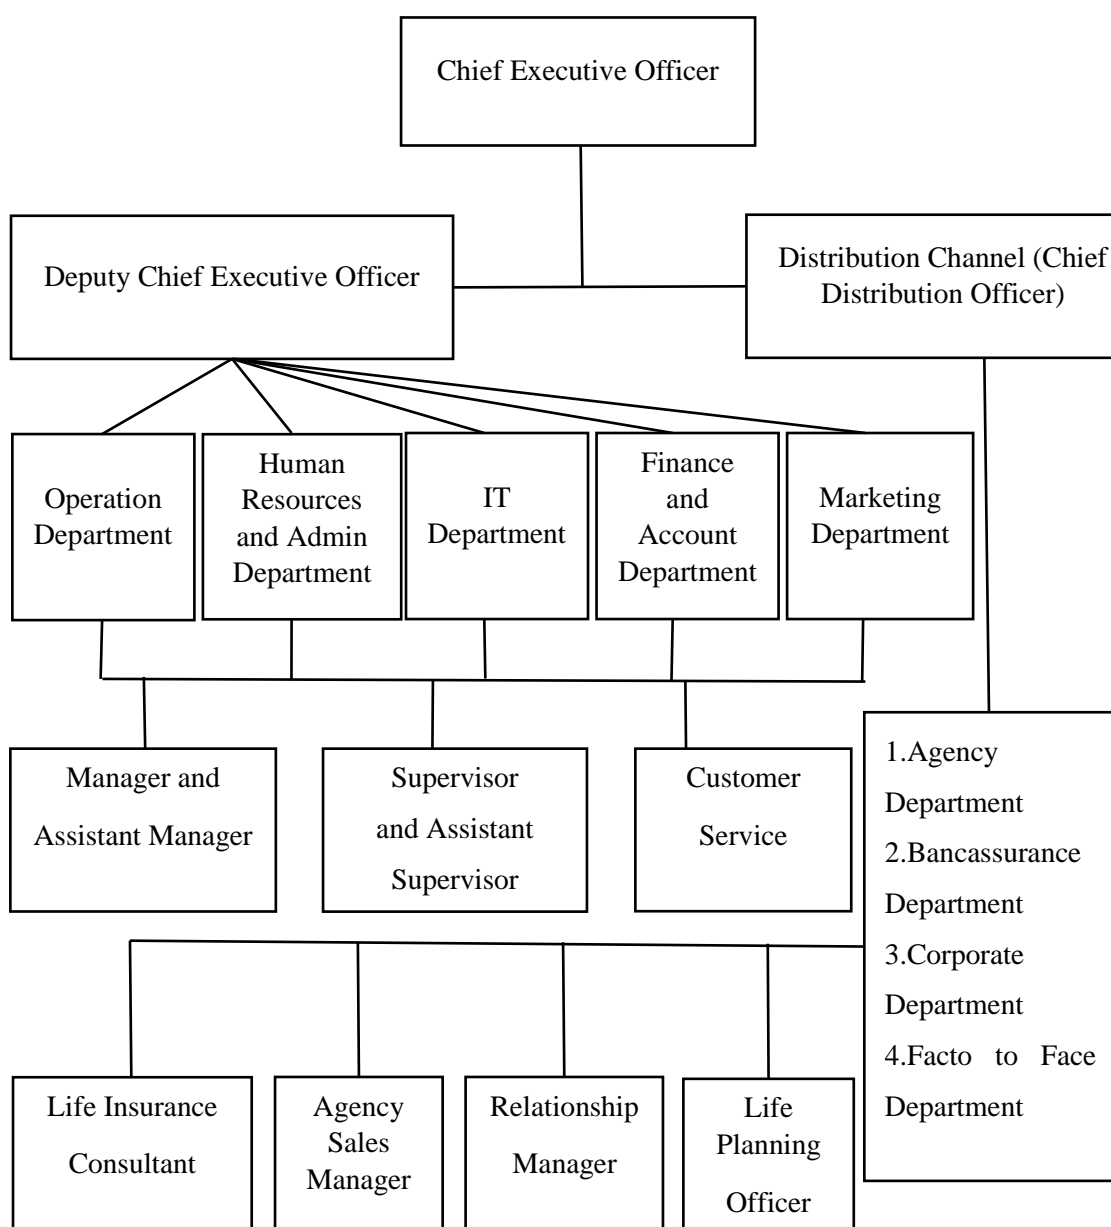 Chief Executive Officer
Deputy Chief Executive Officer
Distribution Channel (Chief
Distribution Officer)
Operation
Department
Human
Resources
and Admin
Department
IT
Department
Finance
and
Account
Department
Marketing
Department
Manager and
Assistant Manager
Supervisor
and Assistant
Supervisor
Customer
Service
1.Agency
Department
2.Bancassurance
Department
3.Corporate
Department
4.Facto to Face
Department
Life Insurance
Consultant
Agency
Sales
Manager
Relationship
Manager
Life
Planning
Officer